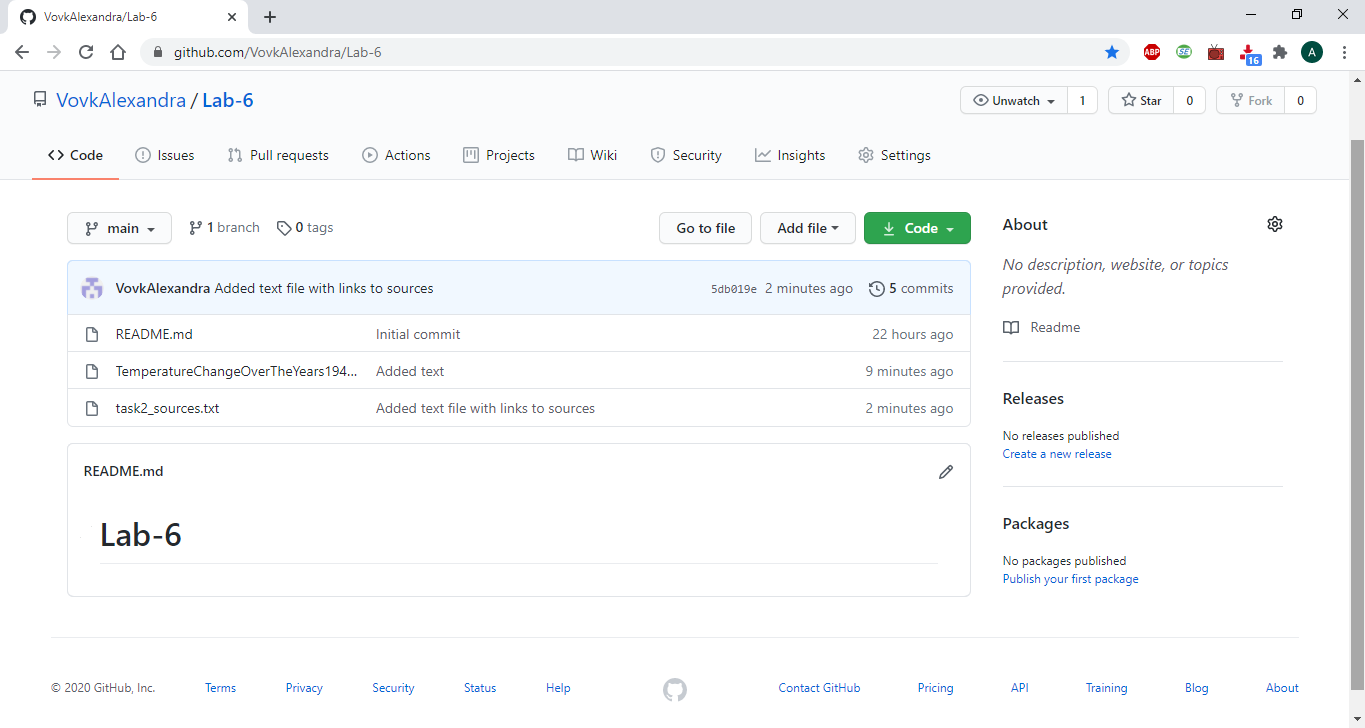 VovkAlexandra/Lab-6
github.com/VovkAlexandra/Lab-6
ABP SE 16 A
VovkAlexandra / Lab-6
Unwatch 1 Star 0 Fork 0
Code Issues Pull requests Actions Projects Wiki Security Insights Settings
main 1 branch 0 tags Go to file Add file Code
VovkAlexandra Added text file with links to sources 5db019e 2 minutes ago 5 commits
README.md Initial commit 22 hours ago
TemperatureChangeOverTheYears194... Added text 9 minutes ago
task2_sources.txt Added text file with links to sources 2 minutes ago
README.md
Lab-6
About
No description, website, or topics
provided.
Readme
Releases
No releases published
Create a new release
Packages
No packages published
Publish your first package
© 2020 GitHub, Inc. Terms Privacy Security Status Help Contact GitHub Pricing API Training Blog About